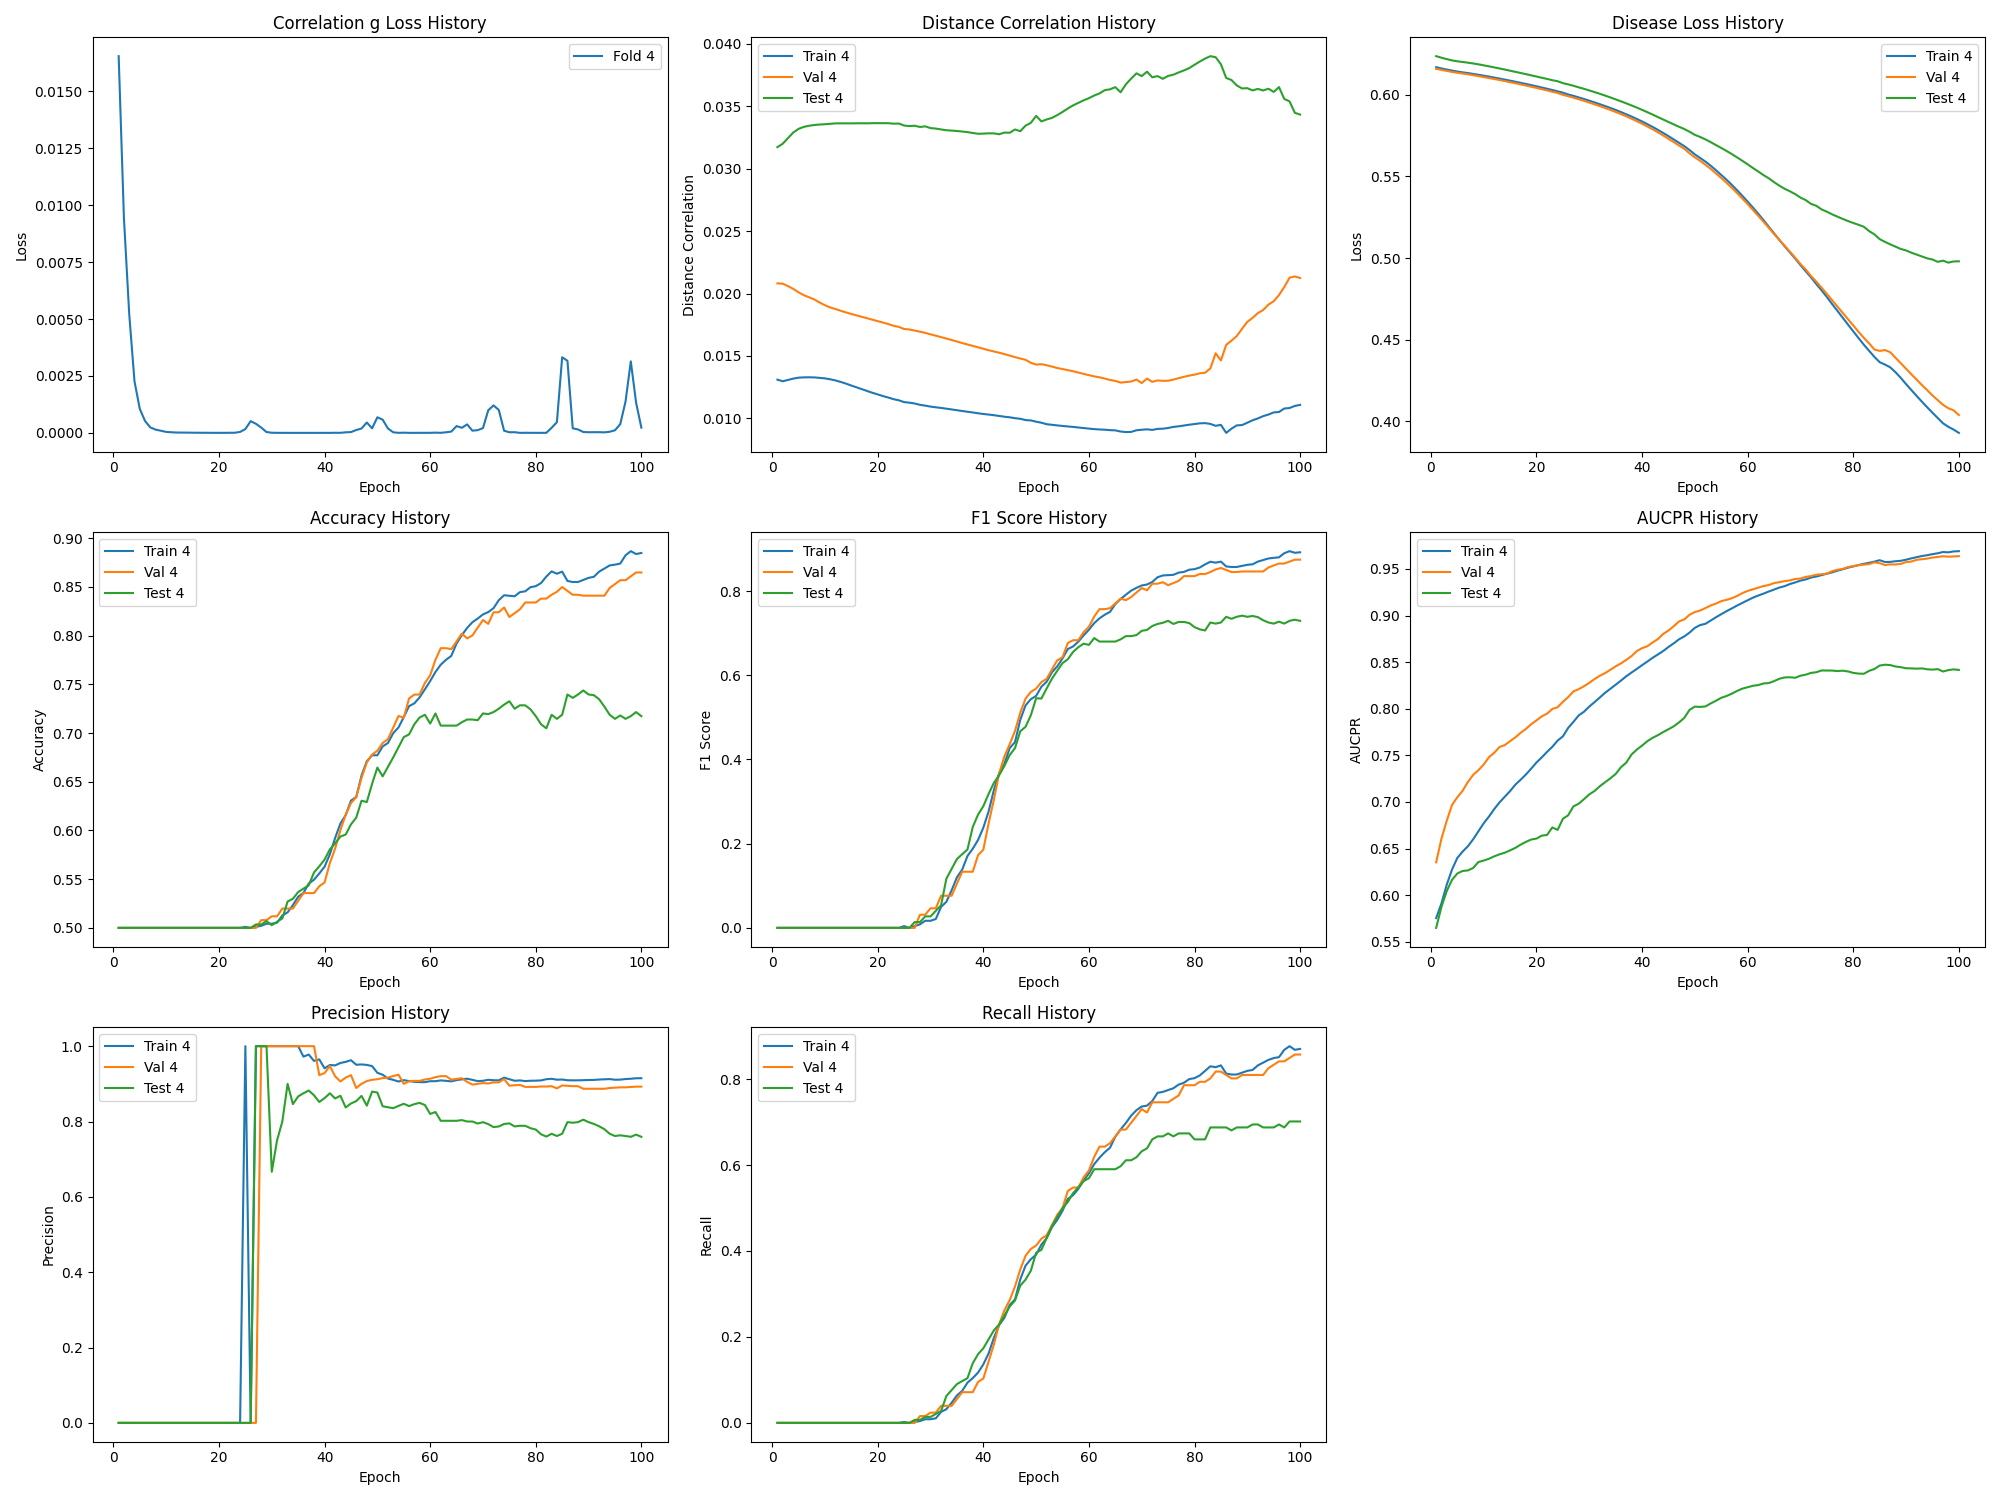 Correlation g Loss History
Fold 4
Loss
0.0150
0.0125
0.0100
0.0075
0.0050
0.0025
0.0000
0 20 40 60 80 100
Epoch
Distance Correlation History
Train 4
Val 4
Test 4
Distance Correlation
0.040
0.035
0.030
0.025
0.020
0.015
0.010
0 20 40 60 80 100
Epoch
Disease Loss History
Train 4
Val 4
Test 4
Loss
0.60
0.55
0.50
0.45
0.40
0 20 40 60 80 100
Epoch
Accuracy History
Train 4
Val 4
Test 4
Accuracy
0.90
0.85
0.80
0.75
0.70
0.65
0.60
0.55
0.50
0 20 40 60 80 100
Epoch
F1 Score History
Train 4
Val 4
Test 4
F1 Score
0.8
0.6
0.4
0.2
0.0
0 20 40 60 80 100
Epoch
AUCPR History
Train 4
Val 4
Test 4
AUCPR
0.95
0.90
0.85
0.80
0.75
0.70
0.65
0.60
0.55
0 20 40 60 80 100
Epoch
Precision History
Train 4
Val 4
Test 4
Precision
1.0
0.8
0.6
0.4
0.2
0.0
0 20 40 60 80 100
Epoch
Recall History
Train 4
Val 4
Test 4
Recall
0.8
0.6
0.4
0.2
0.0
0 20 40 60 80 100
Epoch